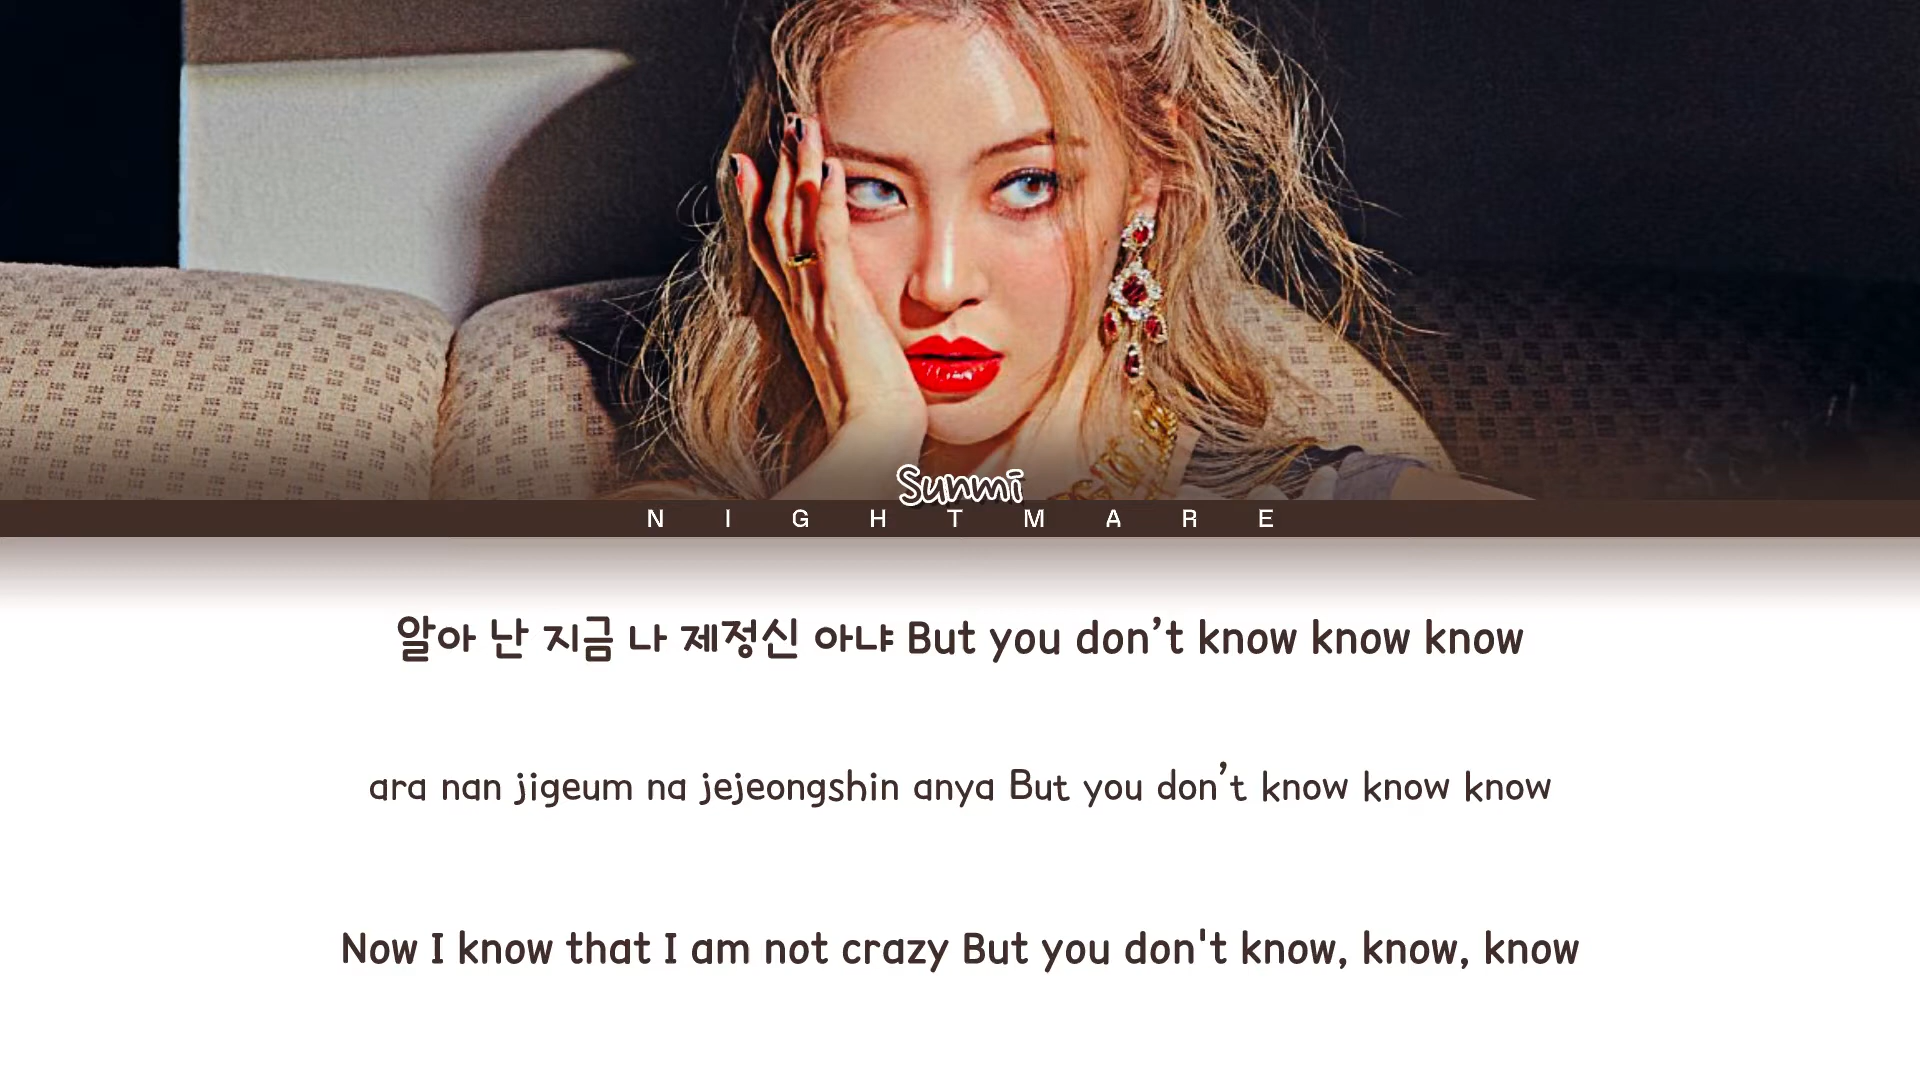 Sunmi
NIGHTMARE
알아 난 지금 나 제정신 아냐 But you don’t know know know
ara nan jigeum na jejeongshin anya But you don’t know know know
Now I know that I am not crazy But you don't know, know, know